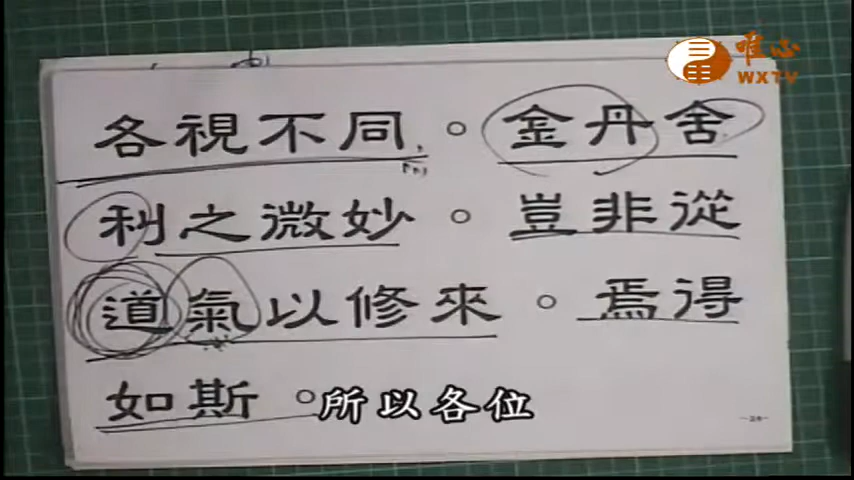 唯心
WXTV
各視不同。金丹舍
利之微妙。豈非從
道氣以修來。焉得
如斯。
所以各位